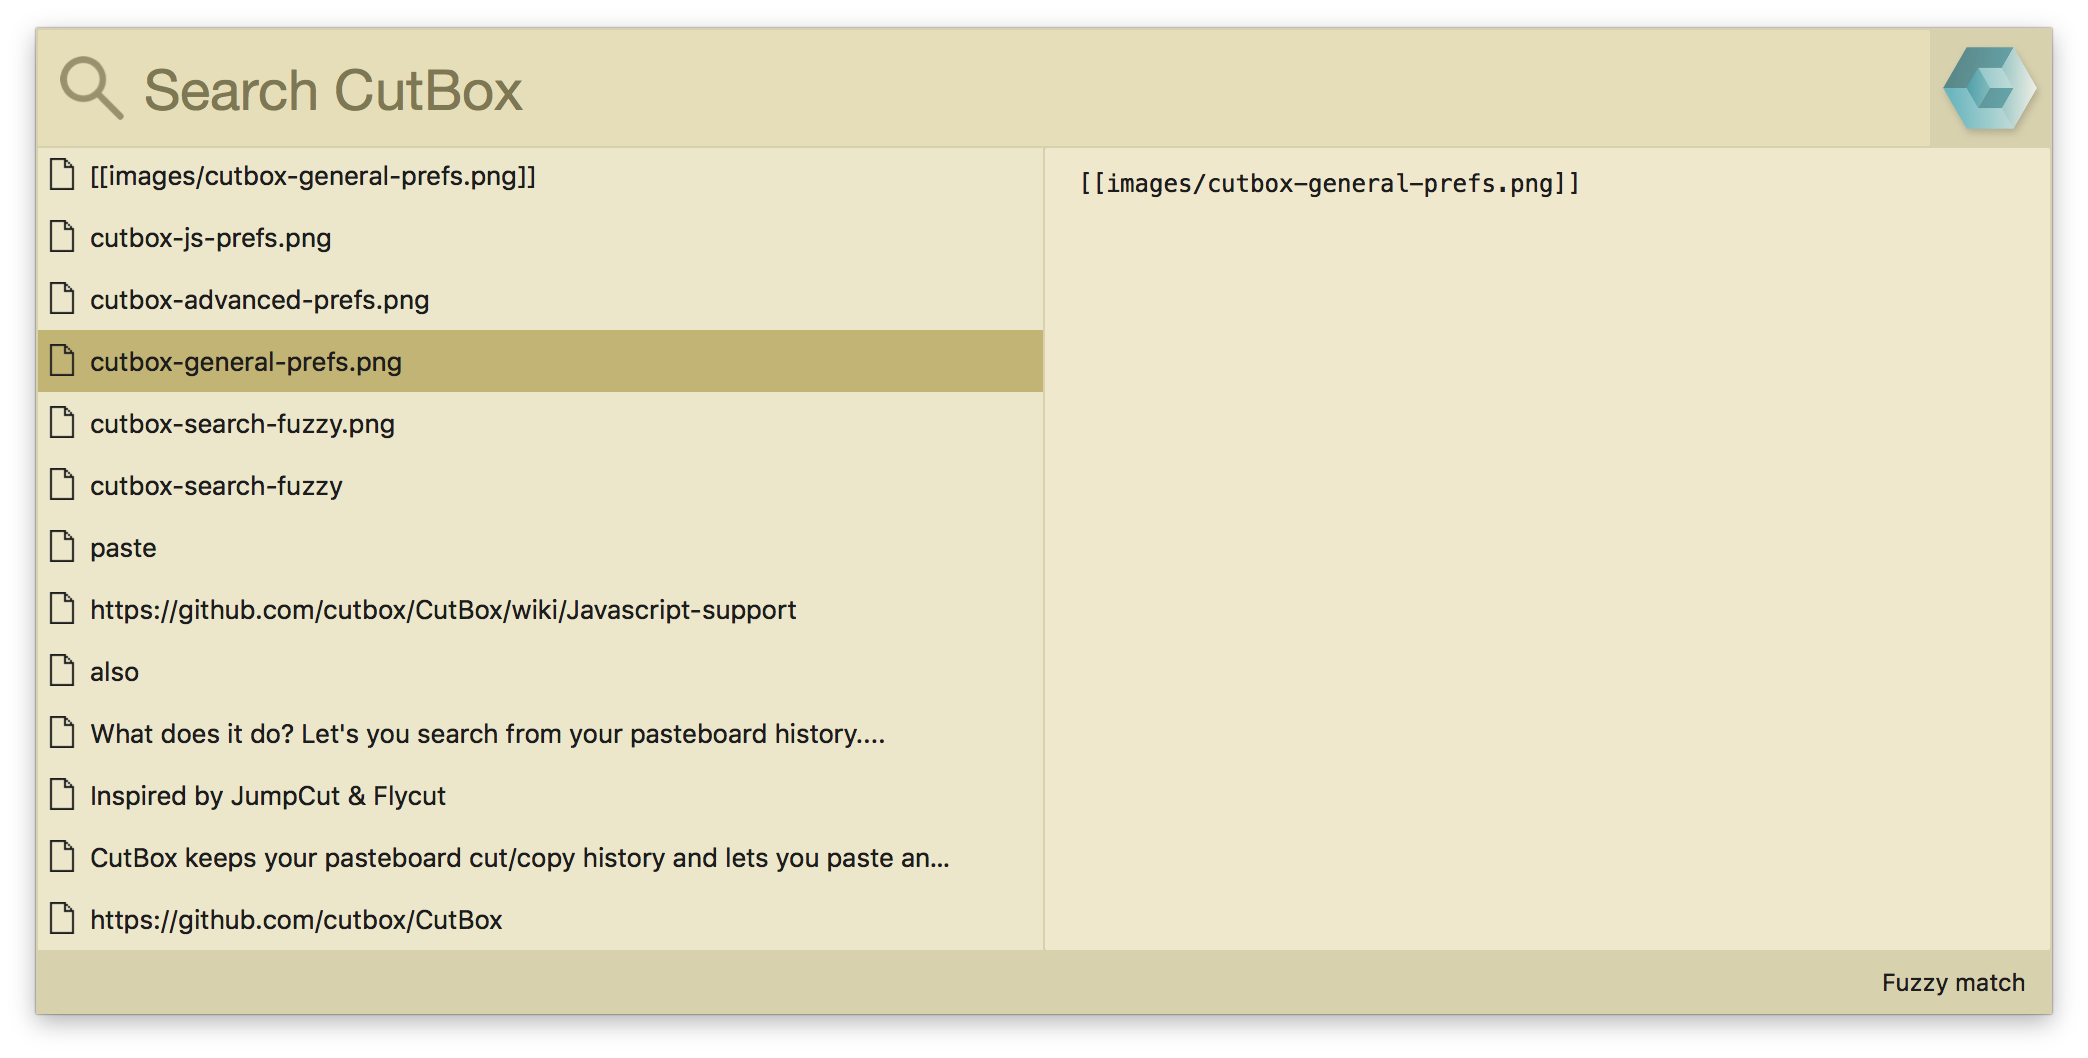 Search CutBox
[[images/cutbox-general-prefs.png]]
cutbox-js-prefs.png
cutbox-advanced-prefs.png
cutbox-general-prefs.png
cutbox-search-fuzzy.png
cutbox-search-fuzzy
paste
https://github.com/cutbox/CutBox/wiki/Javascript-support
also
What does it do? Let's you search from your pasteboard history....
Inspired by JumpCut & Flycut
CutBox keeps your pasteboard cut/copy history and lets you paste an...
https://github.com/cutbox/CutBox
[[images/cutbox-general-prefs.png]]
Fuzzy match